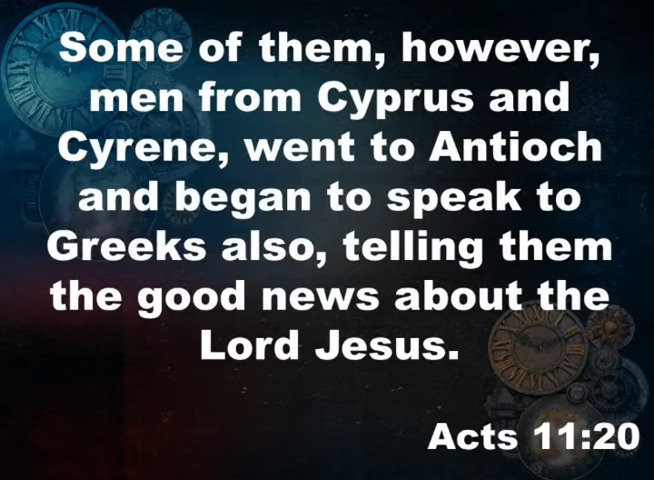 Some of them, however,
men from Cyprus and
Cyrene, went to Antioch
and began to speak to
Greeks also, telling them
the good news about the
Lord Jesus.
Acts 11:20